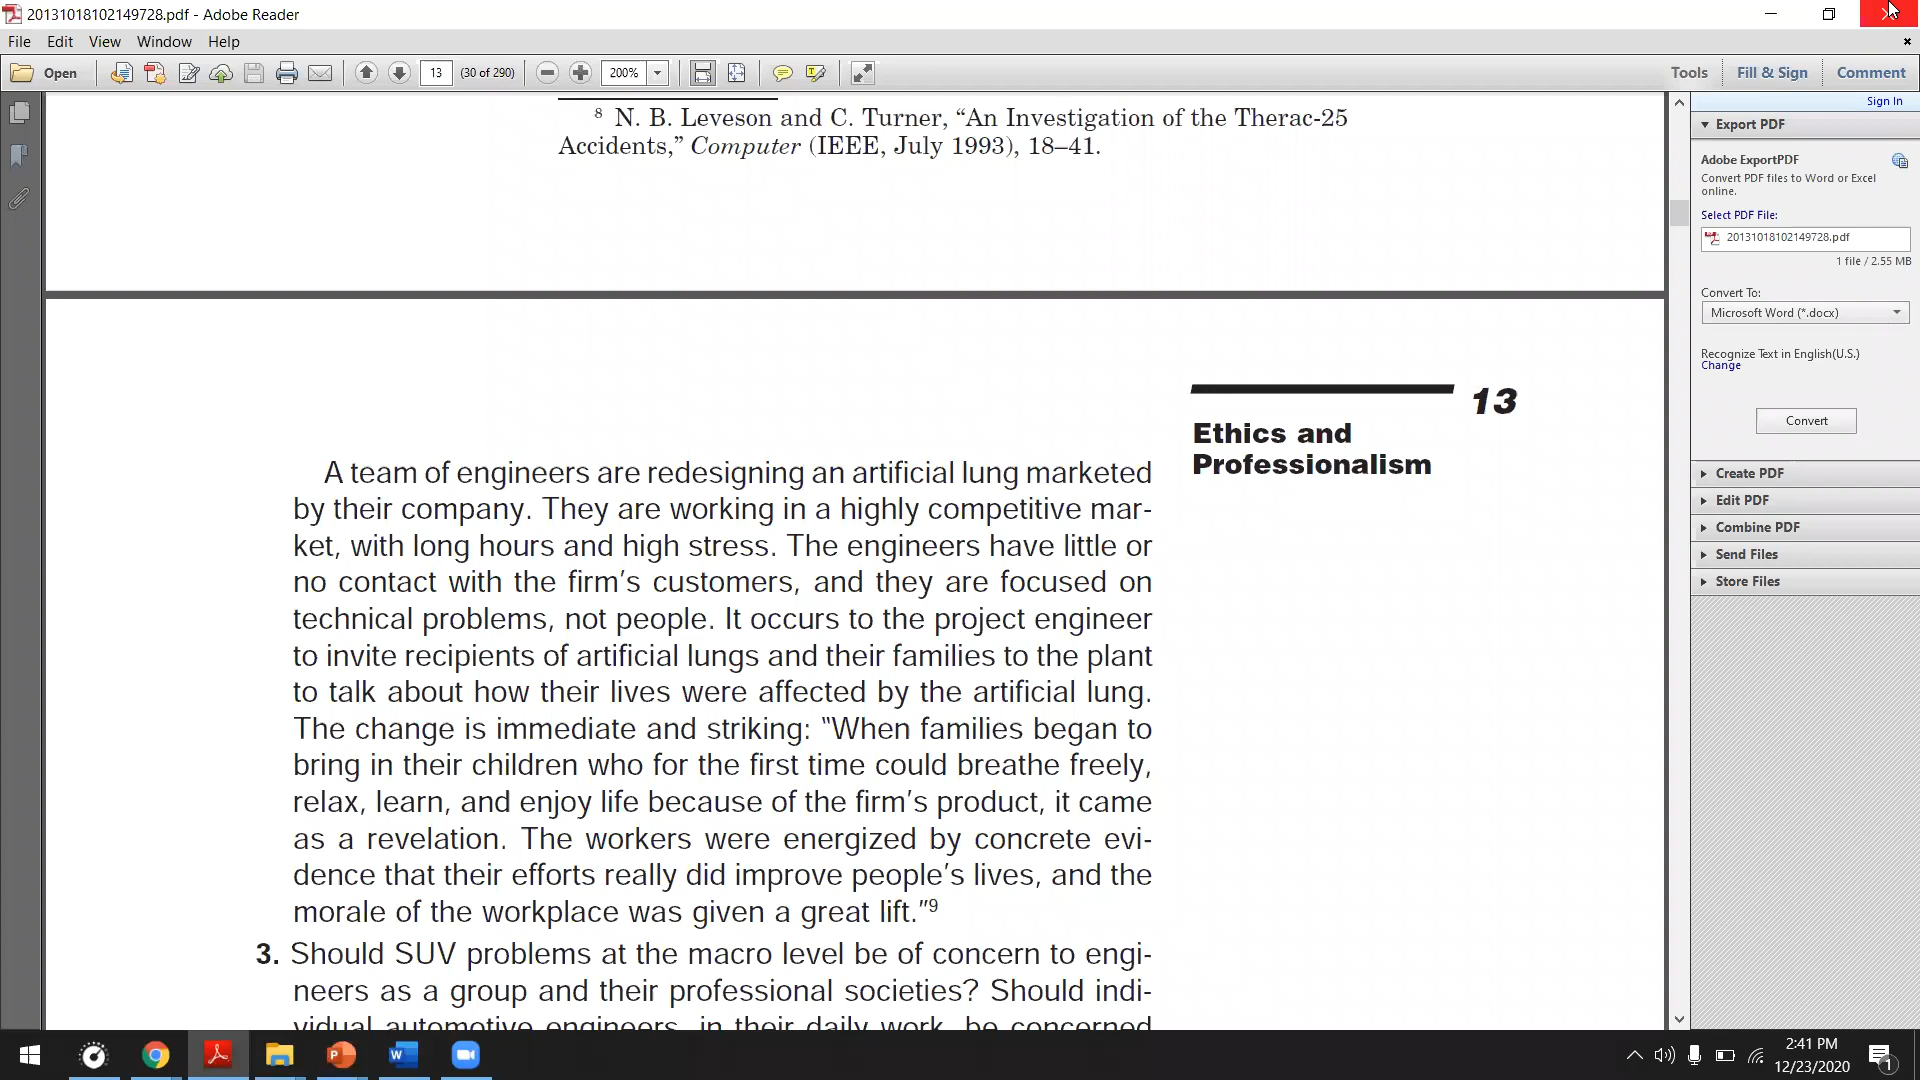 20131018102149728.pdf - Adobe Reader
File Edit View Window Help
Open 13 (30 of 290) 200% Tools Fill & Sign Comment
8 N. B. Leveson and C. Turner, “An Investigation of the Therac-25
Accidents,” Computer (IEEE, July 1993), 18–41.
13
Ethics and
Professionalism
A team of engineers are redesigning an artificial lung marketed
by their company. They are working in a highly competitive mar-
ket, with long hours and high stress. The engineers have little or
no contact with the firm’s customers, and they are focused on
technical problems, not people. It occurs to the project engineer
to invite recipients of artificial lungs and their families to the plant
to talk about how their lives were affected by the artificial lung.
The change is immediate and striking: “When families began to
bring in their children who for the first time could breathe freely,
relax, learn, and enjoy life because of the firm’s product, it came
as a revelation. The workers were energized by concrete evi-
dence that their efforts really did improve people’s lives, and the
morale of the workplace was given a great lift.”9
3. Should SUV problems at the macro level be of concern to engi-
neers as a group and their professional societies? Should indi-
vidual automotive engineers, in their daily work, be concerned
Sign In
Export PDF
Adobe ExportPDF
Convert PDF files to Word or Excel
online.
Select PDF File:
20131018102149728.pdf
1 file / 2.55 MB
Convert To:
Microsoft Word (*.docx)
Recognize Text in English(U.S.)
Change
Convert
Create PDF
Edit PDF
Combine PDF
Send Files
Store Files
2:41 PM
12/23/2020
1